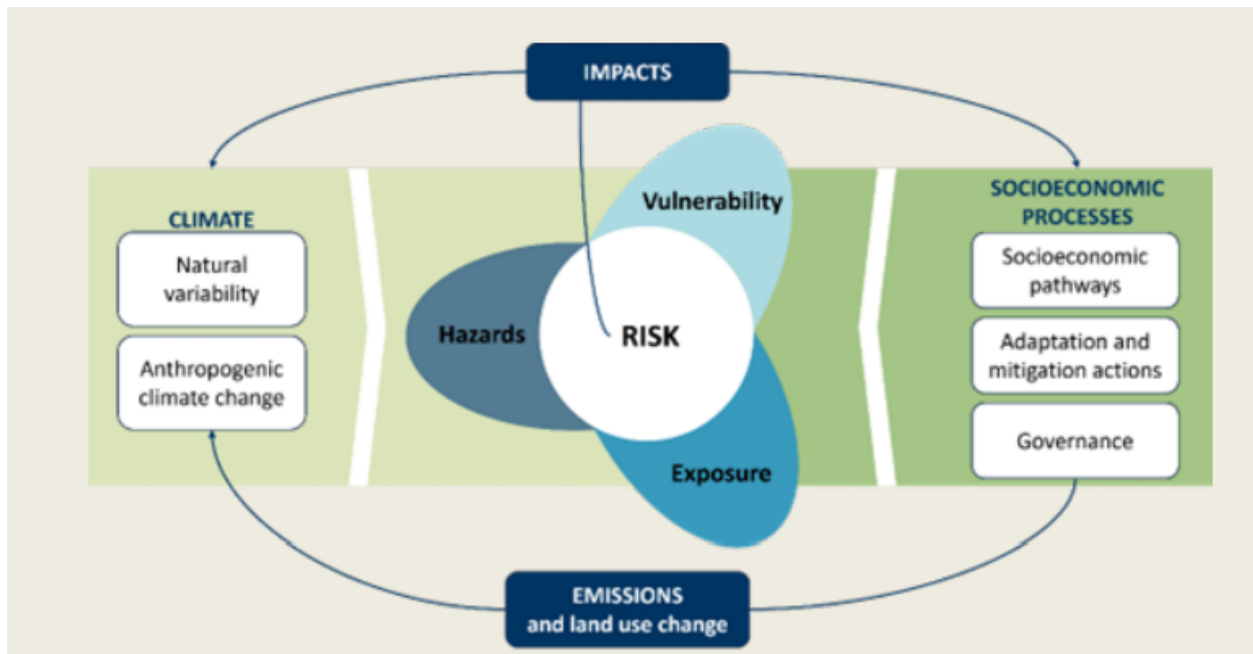 IMPACTS
CLIMATE
Natural
variability
Anthropogenic
climate change
Hazards
RISK
Vulnerability
Exposure
SOCIOECONOMIC
PROCESSES
Socioeconomic
pathways
Adaptation and
mitigation actions
Governance
EMISSIONS
and land use change